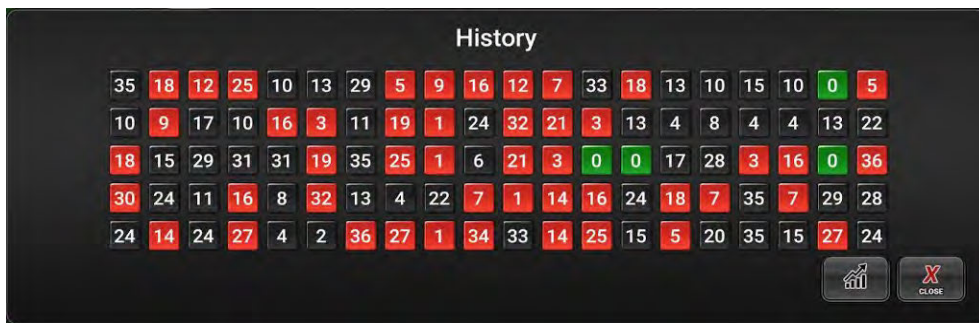 History
35 18 12 25 10 13 29 5 9 16 12 7 33 18 13 10 15 10 0 5
10 9 17 10 16 3 11 19 1 24 32 21 3 13 4 8 4 4 13 22
18 15 29 31 31 19 35 25 1 6 21 3 0 0 17 28 3 16 0 36
30 24 11 16 8 32 13 4 22 7 1 14 16 24 18 7 35 7 29 28
24 14 24 27 4 2 36 27 1 34 33 14 25 15 5 20 35 15 27 24
X
CLOSE